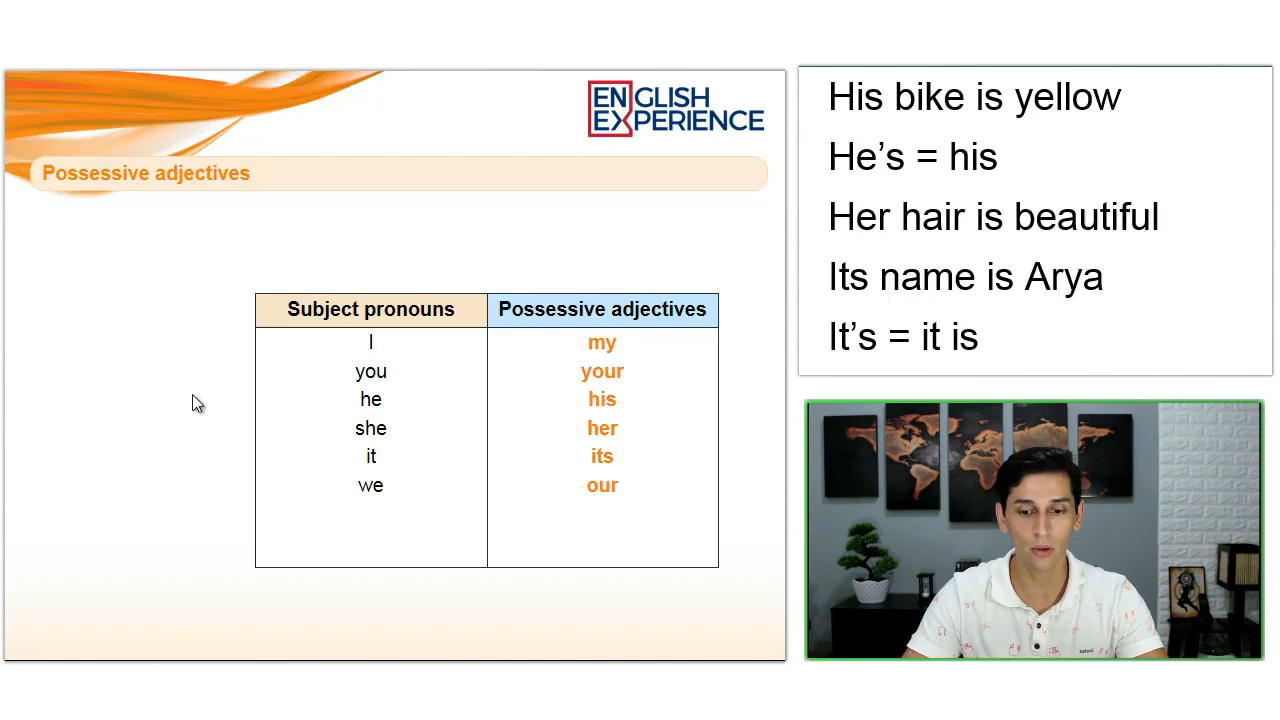 ENGLISH
EXPERIENCE
Possessive adjectives
Subject pronouns Possessive adjectives
I my
you your
he his
she her
it its
we our
His bike is yellow
He’s = his
Her hair is beautiful
Its name is Arya
It’s = it is